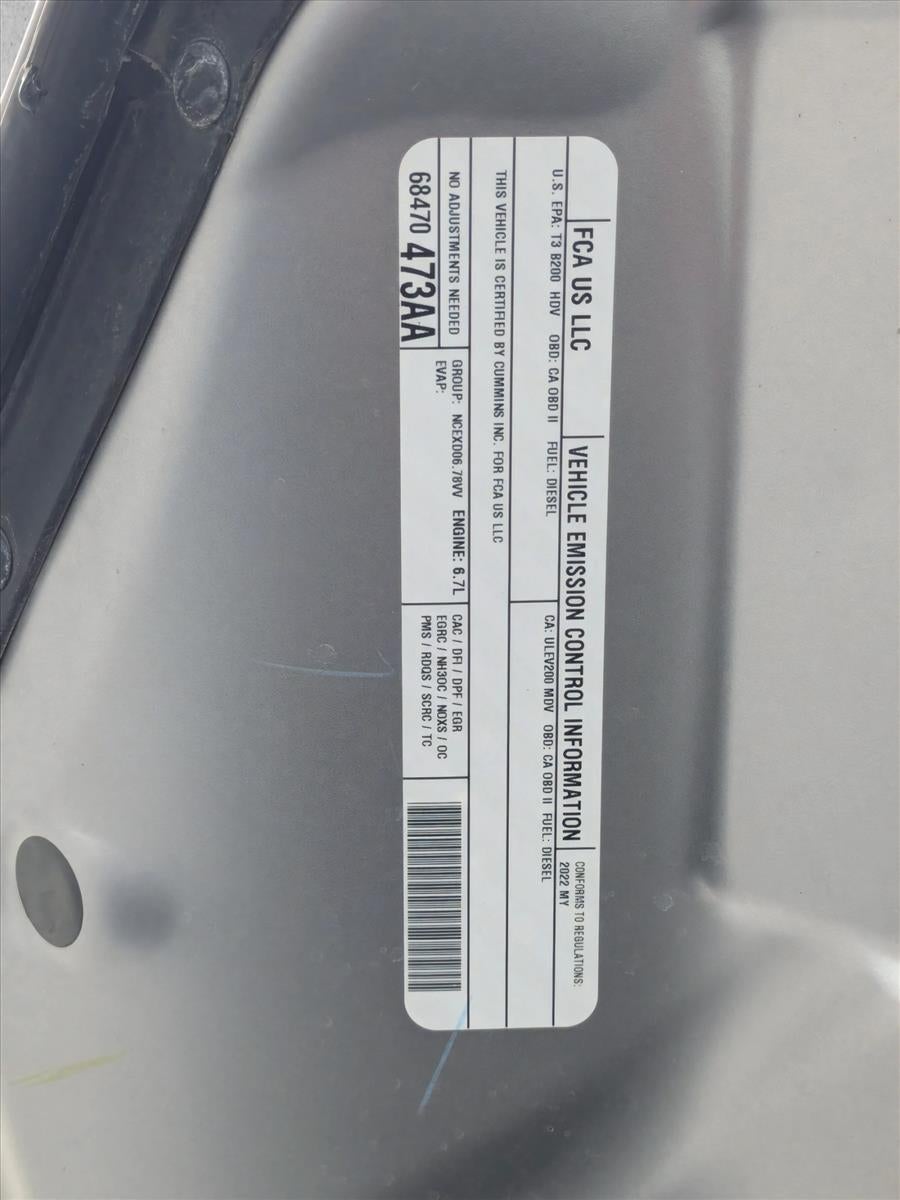 FCA US LLC
VEHICLE EMISSION CONTROL INFORMATION
CONFORMS TO REGULATIONS:
2022 MY
U.S. EPA: T3 B200 HDV OBD: CA OBD II FUEL: DIESEL
CA: ULEV200 MDV OBD: CA OBD II FUEL: DIESEL
THIS VEHICLE IS CERTIFIED BY CUMMINS INC. FOR FCA US LLC
NO ADJUSTMENTS NEEDED
68470 473AA
GROUP: NCEXD06.78VV ENGINE: 6.7L
EVAP:
CAC / DFI / DPF / EGR
EGRC / NH3OC / NOXS / OC
PMS / RDQS / SCRC / TC